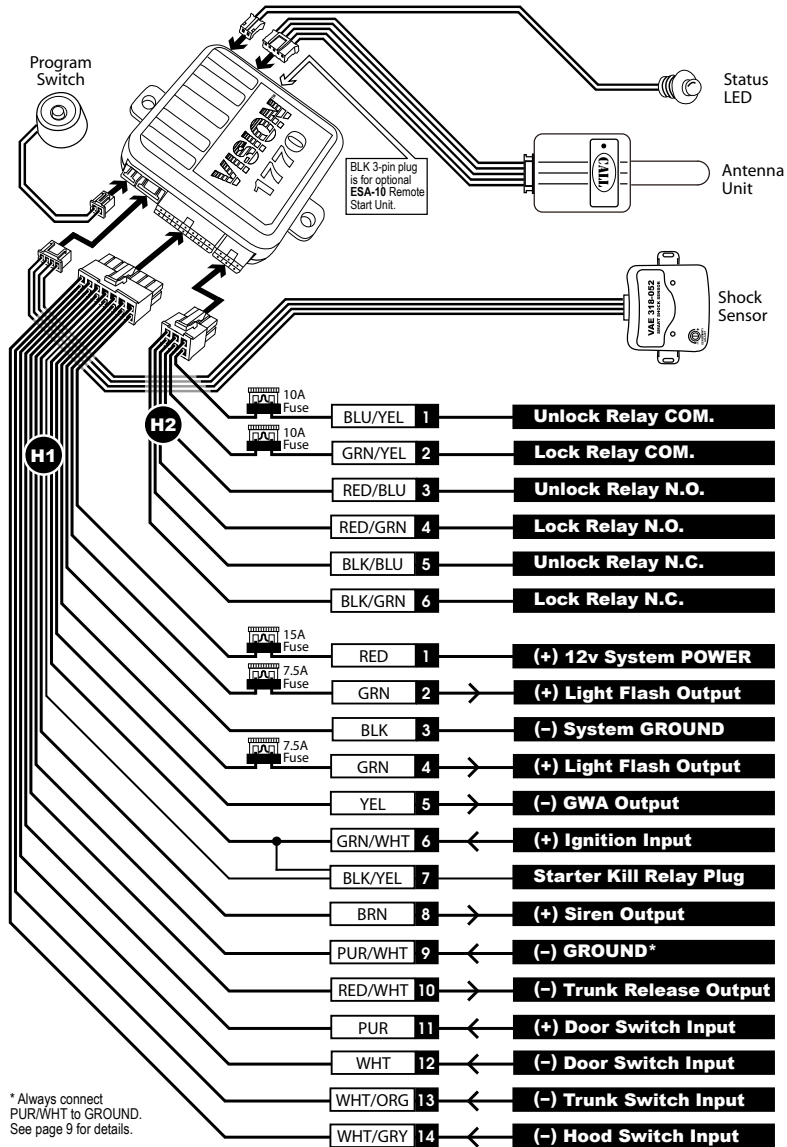 Program
Switch
VISION
1770
Status
LED
BLK 3-pin plug
is for optional
ESA-10 Remote
Start Unit.
CALL
Antenna
Unit
VAE 318-052
SMART SHOCK SENSOR
Shock
Sensor
H1
H2
10A
Fuse
BLU/YEL 1 Unlock Relay COM.
10A
Fuse
GRN/YEL 2 Lock Relay COM.
RED/BLU 3 Unlock Relay N.O.
RED/GRN 4 Lock Relay N.O.
BLK/BLU 5 Unlock Relay N.C.
BLK/GRN 6 Lock Relay N.C.
15A
Fuse
RED 1 (+) 12v System POWER
7.5A
Fuse
GRN 2 (+) Light Flash Output
BLK 3 (–) System GROUND
7.5A
Fuse
GRN 4 (+) Light Flash Output
YEL 5 (–) GWA Output
GRN/WHT 6 (+) Ignition Input
BLK/YEL 7 Starter Kill Relay Plug
BRN 8 (+) Siren Output
PUR/WHT 9 (–) GROUND*
RED/WHT 10 (–) Trunk Release Output
PUR 11 (+) Door Switch Input
WHT 12 (–) Door Switch Input
WHT/ORG 13 (–) Trunk Switch Input
WHT/GRY 14 (–) Hood Switch Input
* Always connect
PUR/WHT to GROUND.
See page 9 for details.